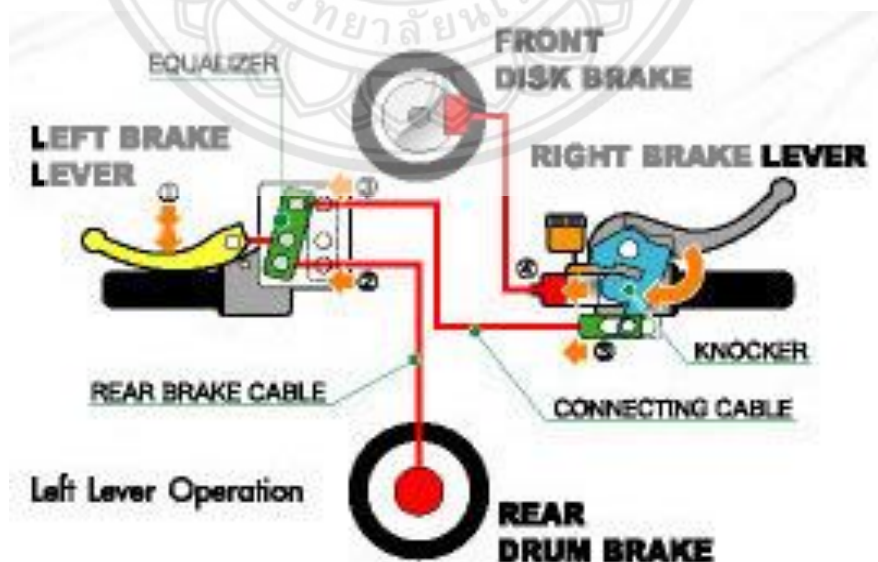 EQUALIZER
FRONT
DISK BRAKE
LEFT BRAKE
LEVER
RIGHT BRAKE LEVER
①
③
②
④
③
KNOCKER
REAR BRAKE CABLE
CONNECTING CABLE
Left Lever Operation
REAR
DRUM BRAKE